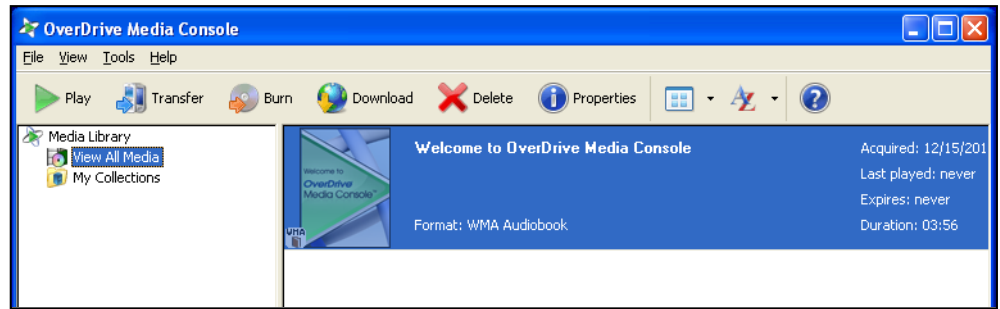 OverDrive Media Console
File View Tools Help
Play Transfer Burn Download Delete Properties AZ ?
Media Library
View All Media
My Collections
Welcome to
OverDrive
Media Console™
WMA
Welcome to OverDrive Media Console
Format: WMA Audiobook
Acquired: 12/15/201
Last played: never
Expires: never
Duration: 03:56